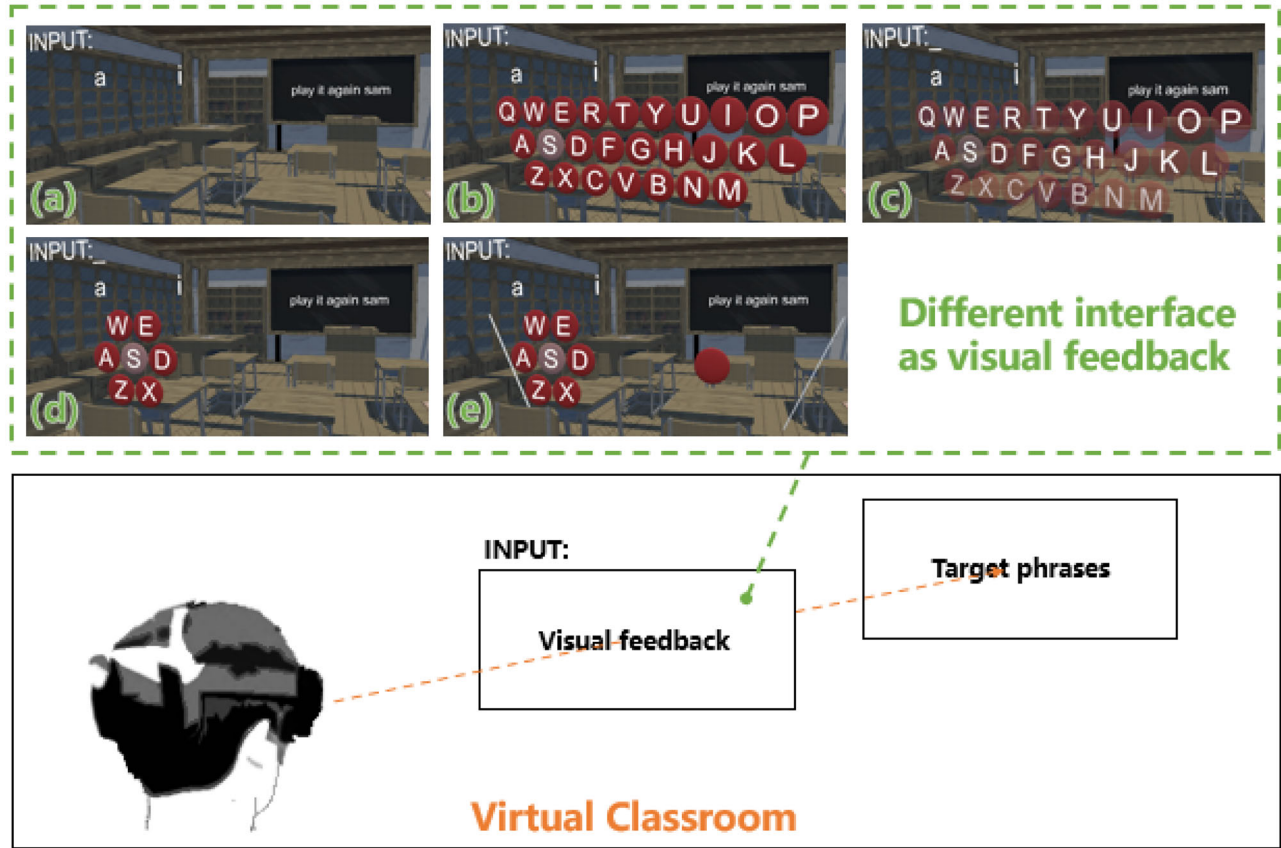 INPUT:
a i
play it again sam
(a)
INPUT:
a i
play it again sam
Q W E R T Y U I O P
A S D F G H J K L
Z X C V B N M
(b)
INPUT:_
a i
play it again sam
Q W E R T Y U I O P
A S D F G H J K L
Z X C V B N M
(c)
INPUT:_
a i
play it again sam
W E
A S D
Z X
(d)
INPUT:
a i
play it again sam
W E
A S D
Z X
(e)
Different interface
as visual feedback
INPUT:
Visual feedback
Target phrases
Virtual Classroom